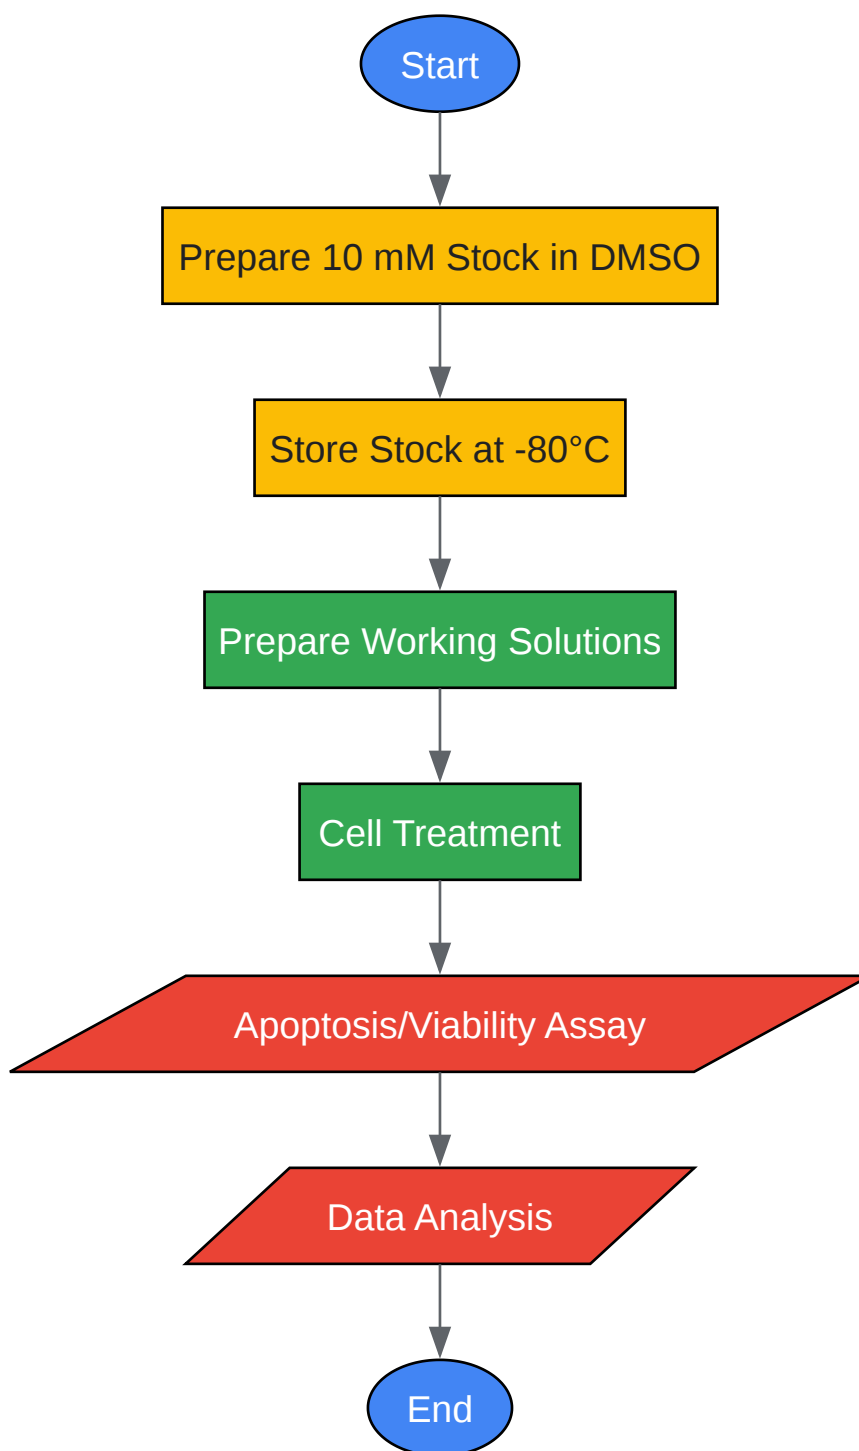 Start
Prepare 10 mM Stock in DMSO
Store Stock at -80°C
Prepare Working Solutions
Cell Treatment
Apoptosis/Viability Assay
Data Analysis
End